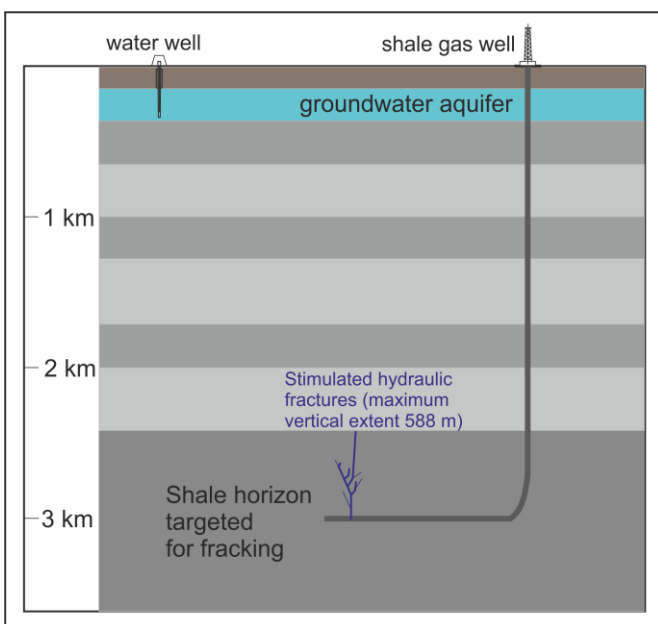 water well
shale gas well
groundwater aquifer
1 km
2 km
Stimulated hydraulic
fractures (maximum
vertical extent 588 m)
Shale horizon
targeted
for fracking
3 km